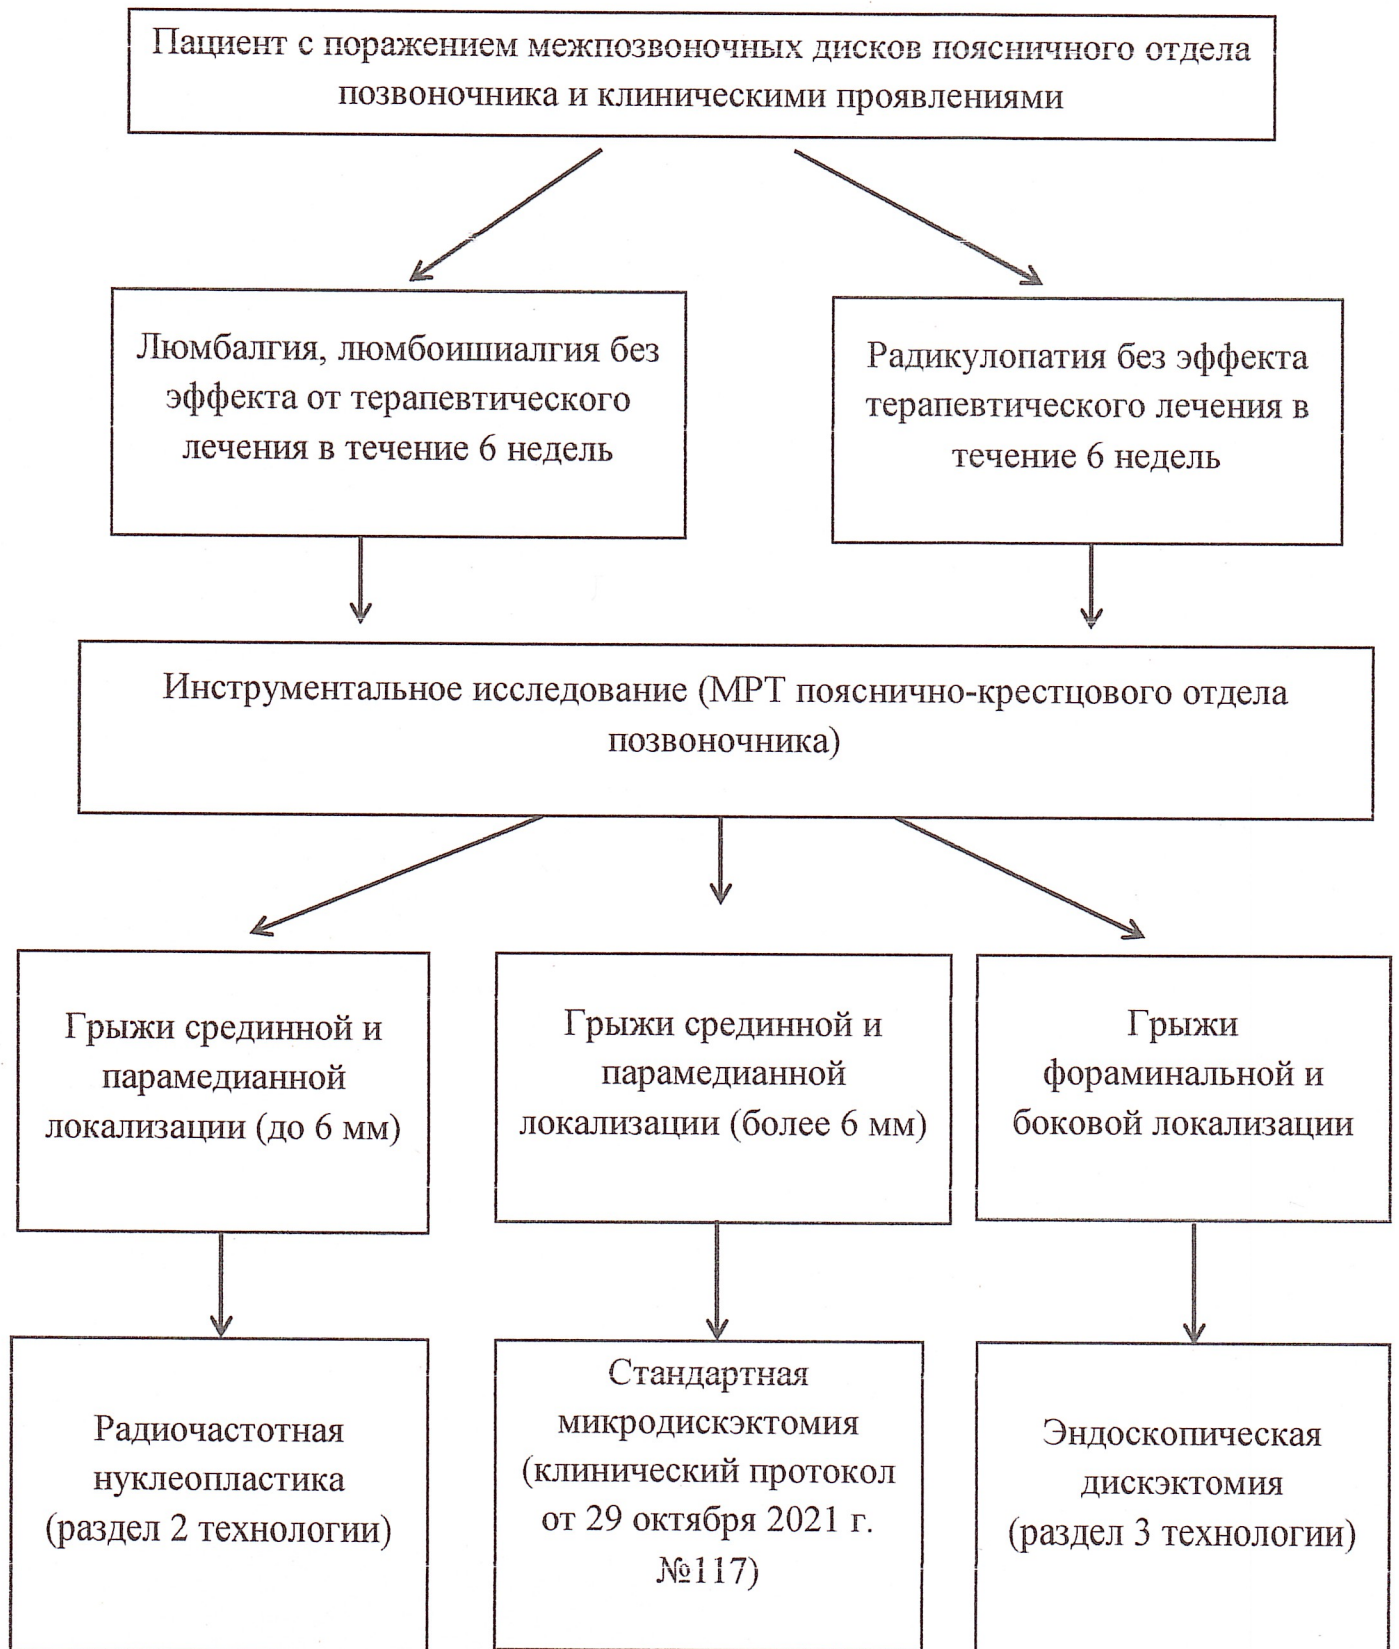 Пациент с поражением межпозвоночных дисков поясничного отдела
позвоночника и клиническими проявлениями
Люмбалгия, люмбоишиалгия без
эффекта от терапевтического
лечения в течение 6 недель
Радикулопатия без эффекта
терапевтического лечения в
течение 6 недель
Инструментальное исследование (МРТ пояснично-крестцового отдела
позвоночника)
Грыжи срединной и
парамедианной
локализации (до 6 мм)
Грыжи срединной и
парамедианной
локализации (более 6 мм)
Грыжи
фораминальной и
боковой локализации
Радиочастотная
нуклеопластика
(раздел 2 технологии)
Стандартная
микродискэктомия
(клинический протокол
от 29 октября 2021 г.
№117)
Эндоскопическая
дискэктомия
(раздел 3 технологии)